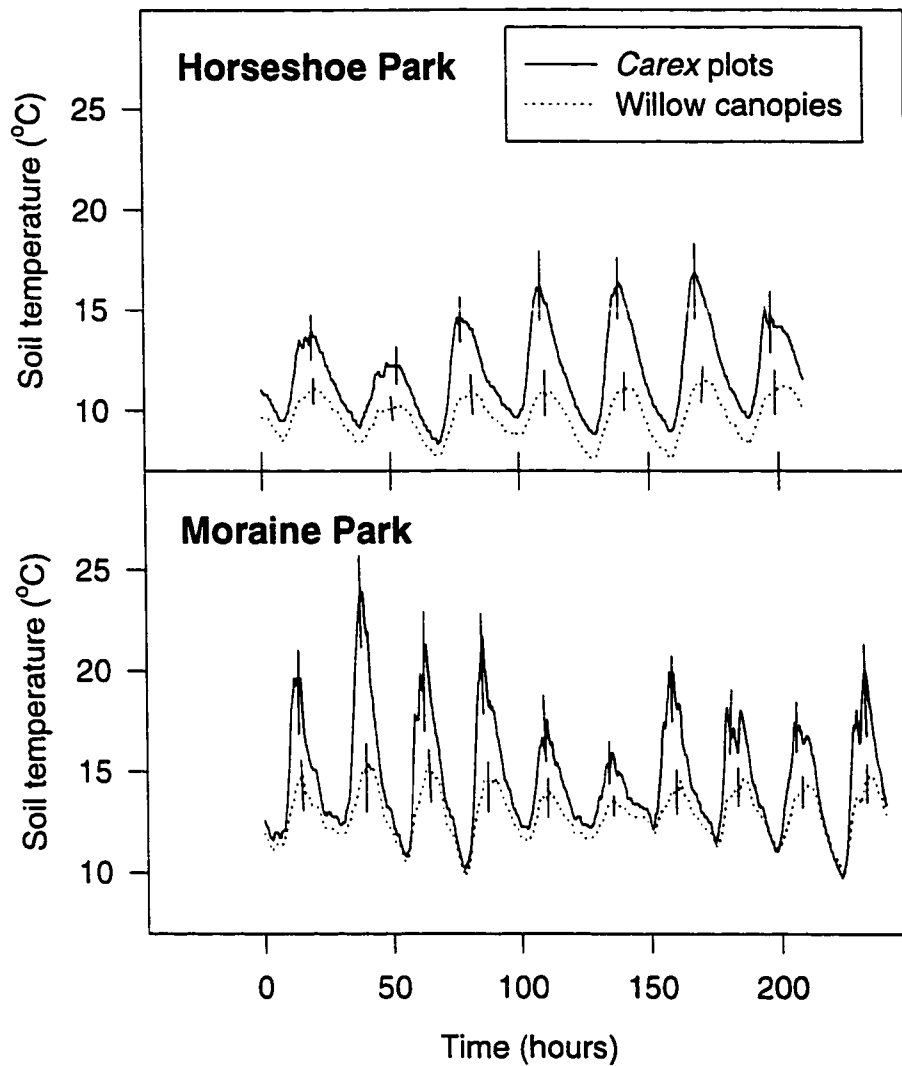 Horseshoe Park
Carex plots
Willow canopies
Soil temperature (°C)
25
20
15
10
Moraine Park
Soil temperature (°C)
25
20
15
10
0 50 100 150 200
Time (hours)